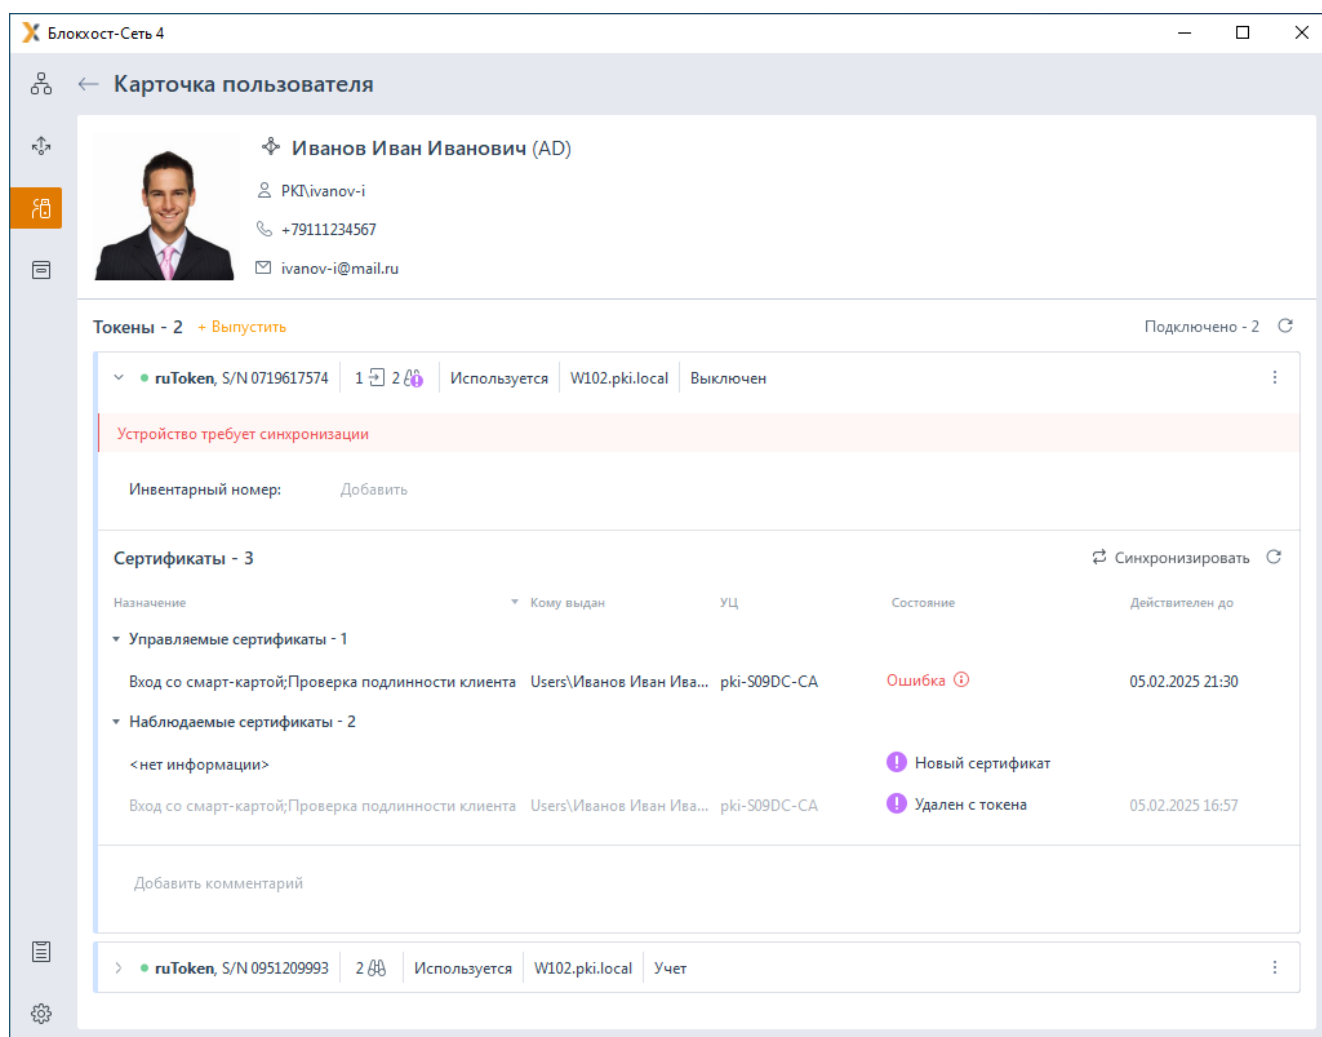 Блокхост-Сеть 4
Карточка пользователя
Иванов Иван Иванович (AD)
PKI\ivanov-i
+79111234567
ivanov-i@mail.ru
Токены - 2 + Выпустить Подключено - 2
ruToken, S/N 0719617574 1 2 Используется W102.pki.local Выключен
Устройство требует синхронизации
Инвентарный номер: Добавить
Сертификаты - 3 Синхронизировать
Назначение Кому выдан УЦ Состояние Действителен до
Управляемые сертификаты - 1
Вход со смарт-картой;Проверка подлинности клиента Users\Иванов Иван Ива... pki-S09DC-CA Ошибка 05.02.2025 21:30
Наблюдаемые сертификаты - 2
<нет информации> Новый сертификат
Вход со смарт-картой;Проверка подлинности клиента Users\Иванов Иван Ива... pki-S09DC-CA Удален с токена 05.02.2025 16:57
Добавить комментарий
ruToken, S/N 0951209993 2 Используется W102.pki.local Учет